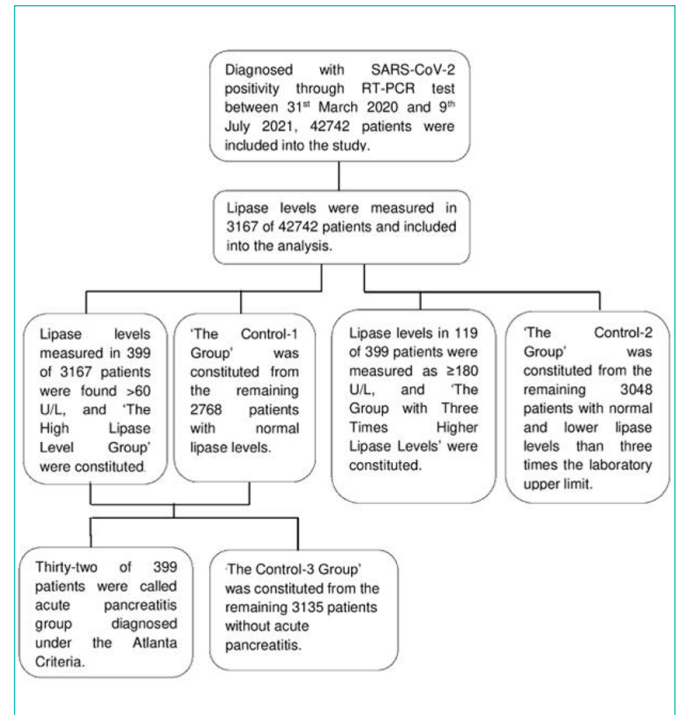 Diagnosed with SARS-CoV-2
positivity through RT-PCR test
between 31st March 2020 and 9th
July 2021, 42742 patients were
included into the study.
Lipase levels were measured in
3167 of 42742 patients and included
into the analysis.
Lipase levels
measured in 399
of 3167 patients
were found >60
U/L, and ‘The
High Lipase
Level Group’
were constituted.
‘The Control-1
Group’ was
constituted from
the remaining
2768 patients
with normal
lipase levels.
Lipase levels in 119
of 399 patients were
measured as ≥180
U/L, and ‘The
Group with Three
Times Higher
Lipase Levels’ were
constituted.
‘The Control-2
Group’ was
constituted from the
remaining 3048
patients with normal
and lower lipase
levels than three
times the laboratory
upper limit.
Thirty-two of 399
patients were called
acute pancreatitis
group diagnosed
under the Atlanta
Criteria.
‘The Control-3 Group’
was constituted from the
remaining 3135 patients
without acute
pancreatitis.